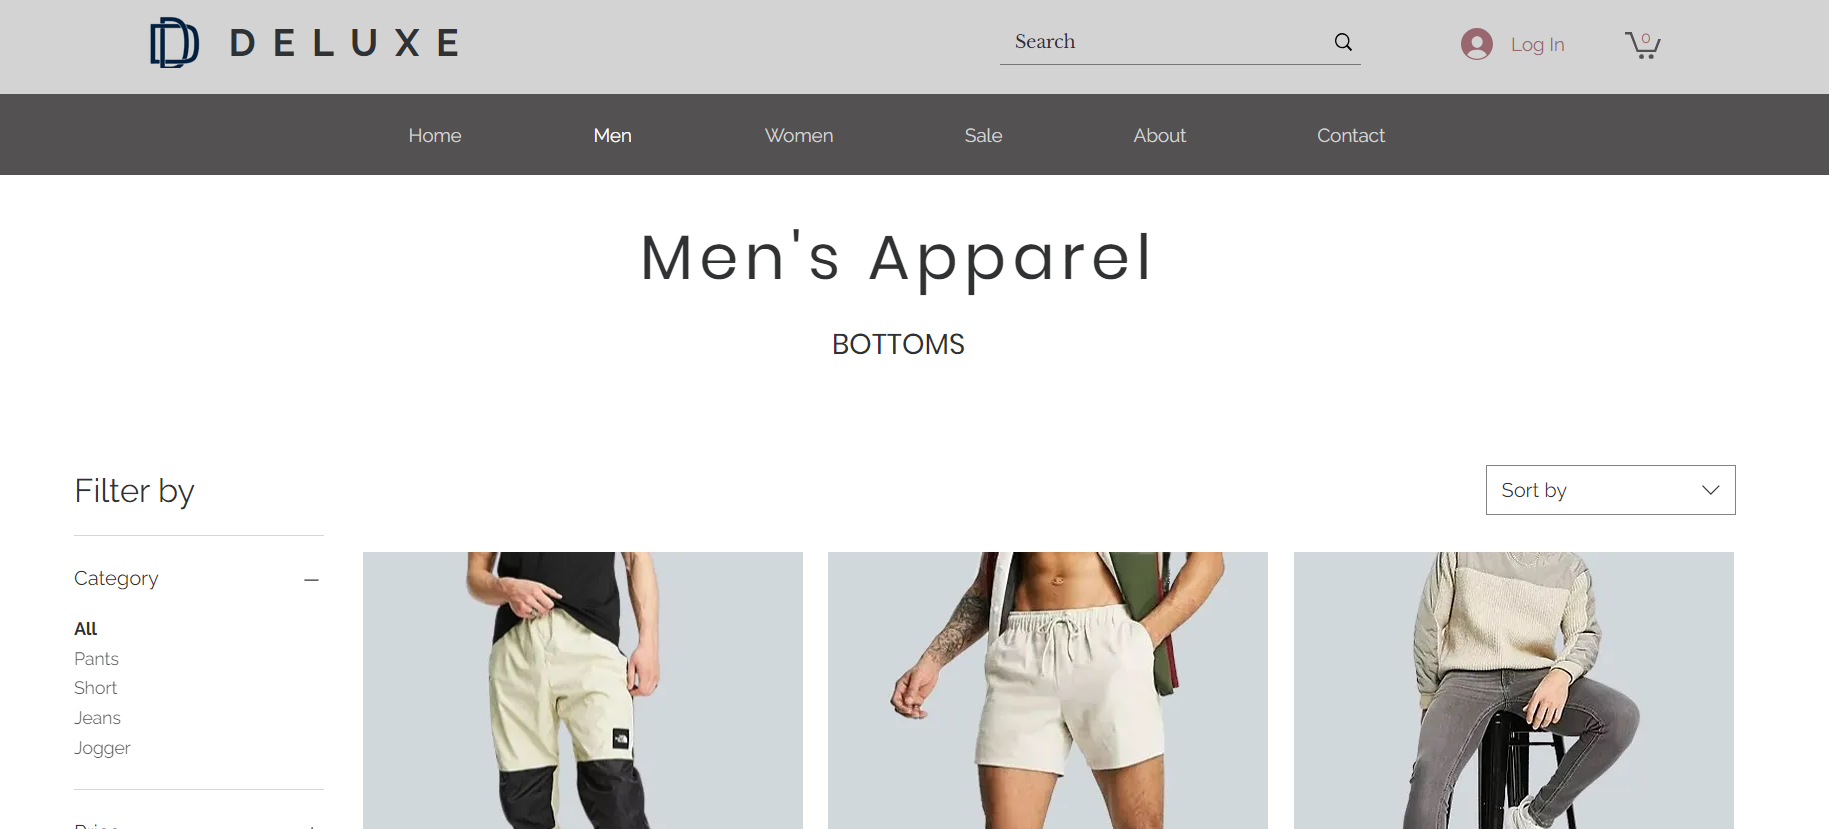 DELUXE
Search
Log In
0
Home Men Women Sale About Contact
Men's Apparel
BOTTOMS
Filter by
Sort by
Category
All
Pants
Short
Jeans
Jogger